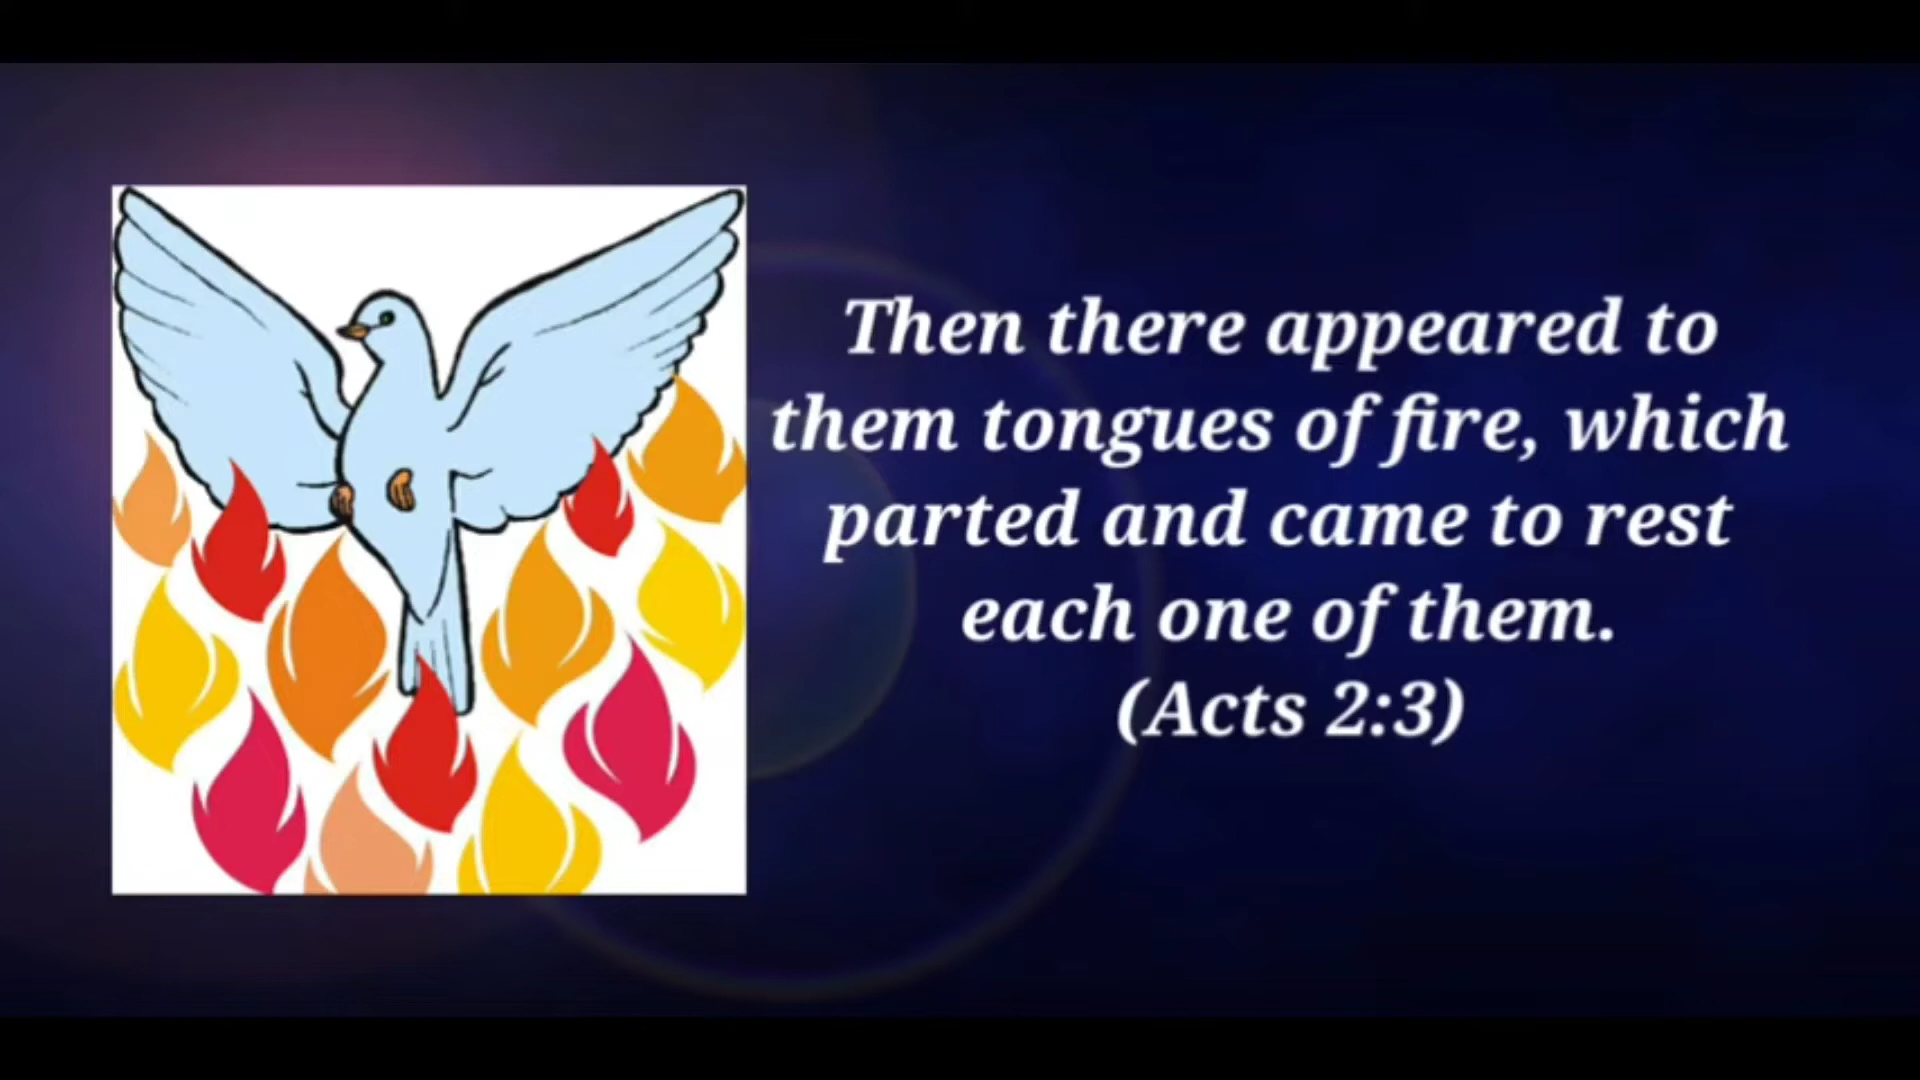 Then there appeared to
them tongues of fire, which
parted and came to rest
each one of them.
(Acts 2:3)